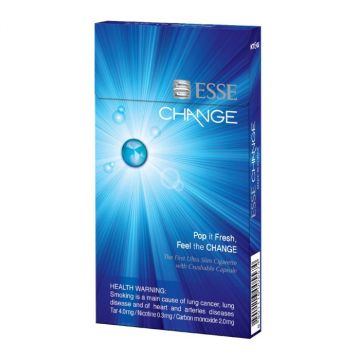 ESSE
CHANGE
Pop it Fresh,
Feel the CHANGE
The First Ultra Slim Cigarette
with Crushable Capsule
HEALTH WARNING:
Smoking is a main cause of lung cancer, lung
disease and of heart and arteries diseases
Tar 4.0mg / Nicotine 0.3mg / Carbon monoxide 2.0mg
ESSE CHANGE